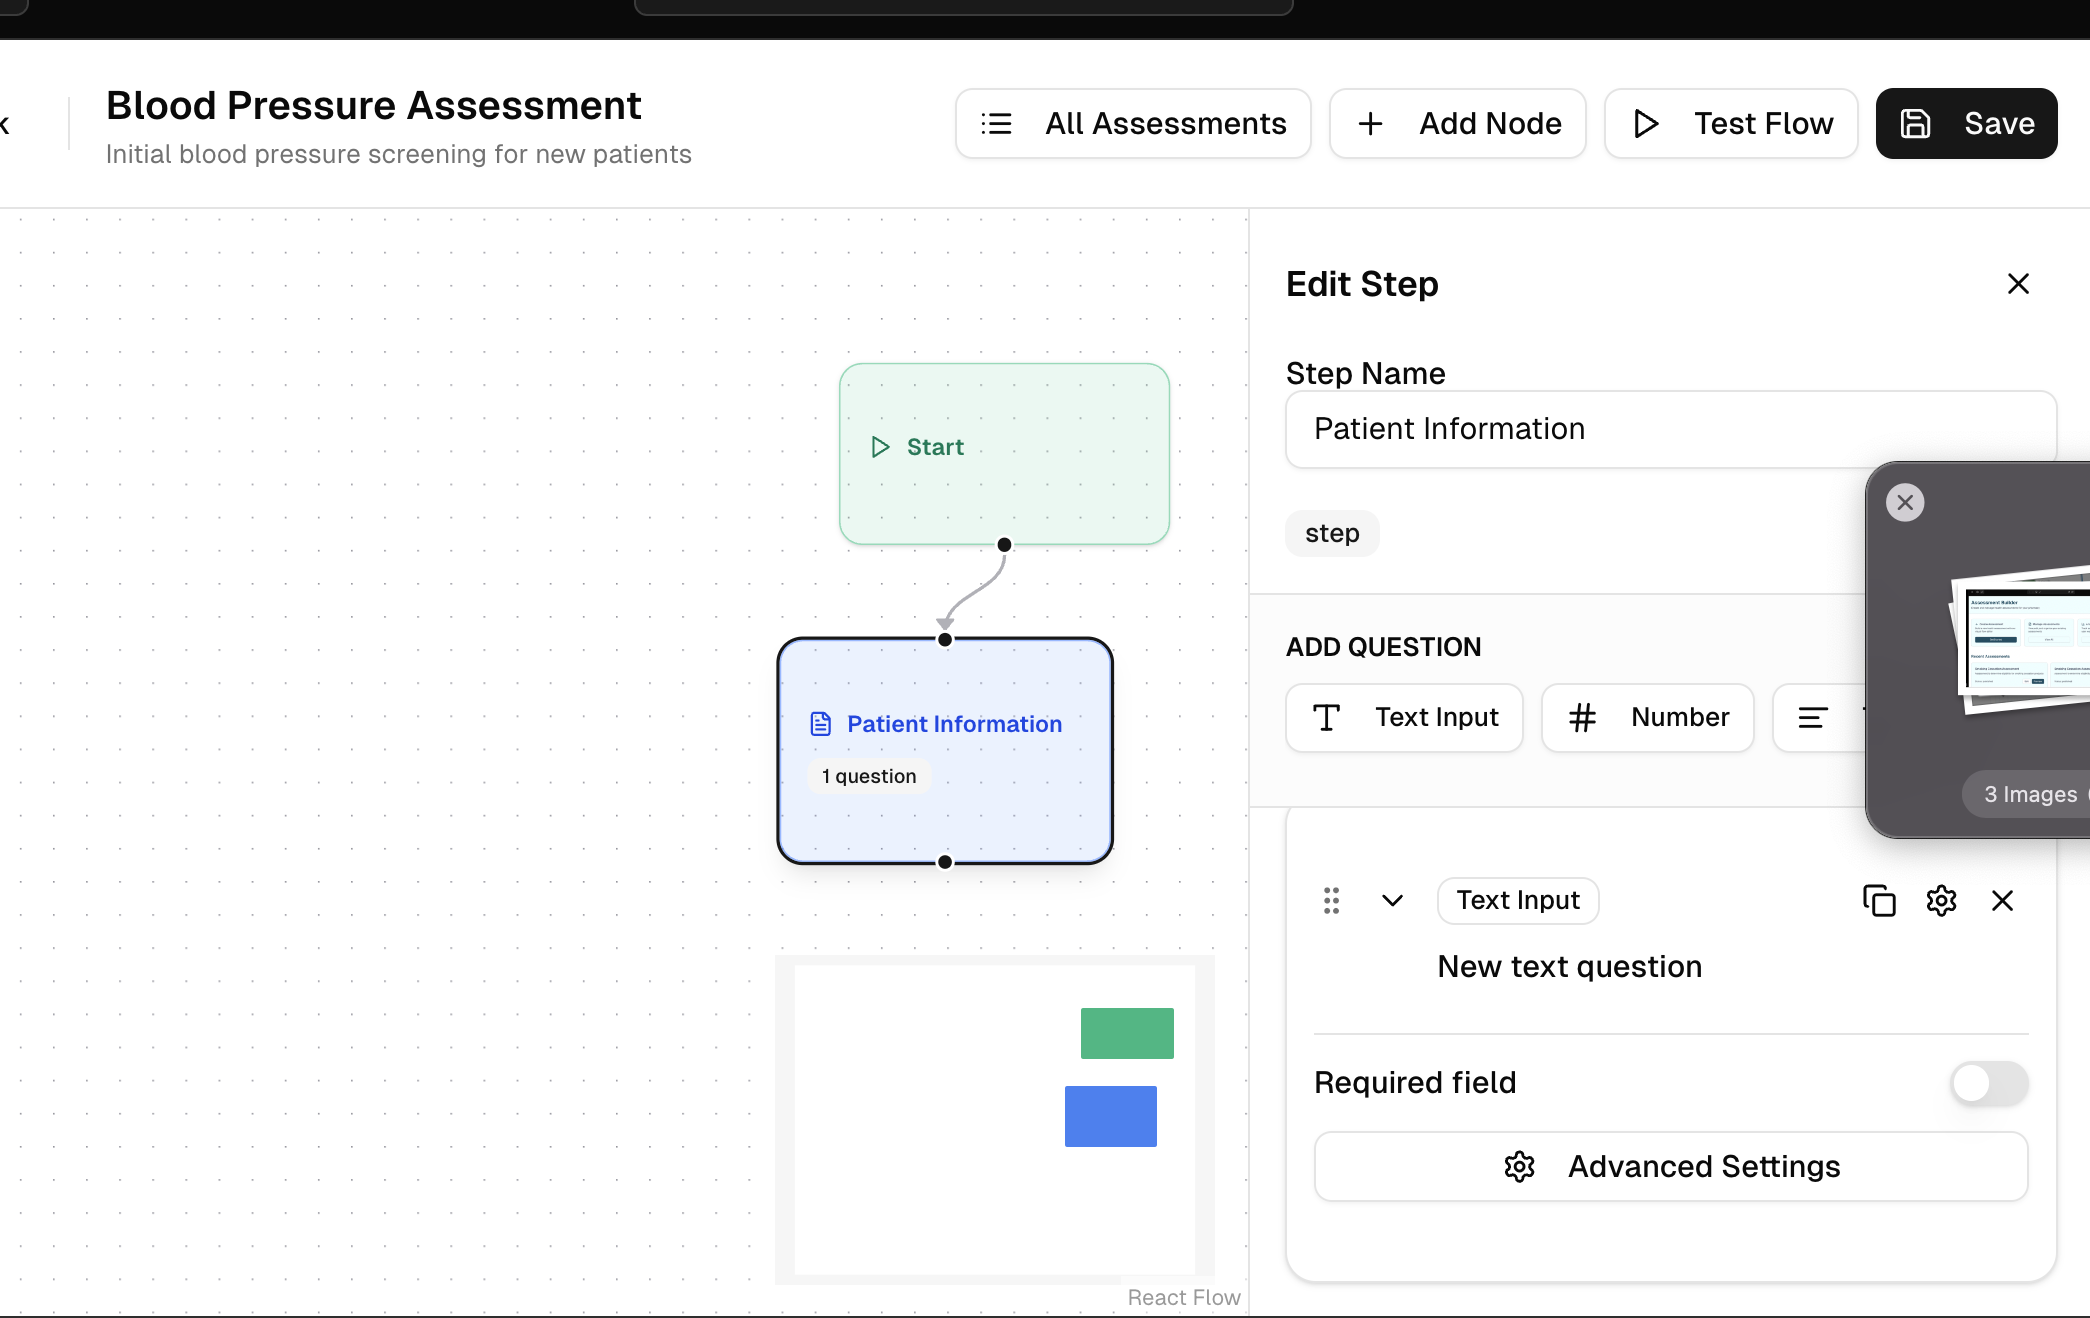 Blood Pressure Assessment
Initial blood pressure screening for new patients
All Assessments
Add Node
Test Flow
Save
Start
Patient Information
1 question
React Flow
Edit Step
Step Name
Patient Information
step
ADD QUESTION
Text Input
Number
3 Images
Text Input
New text question
Required field
Advanced Settings
Assessment Builder